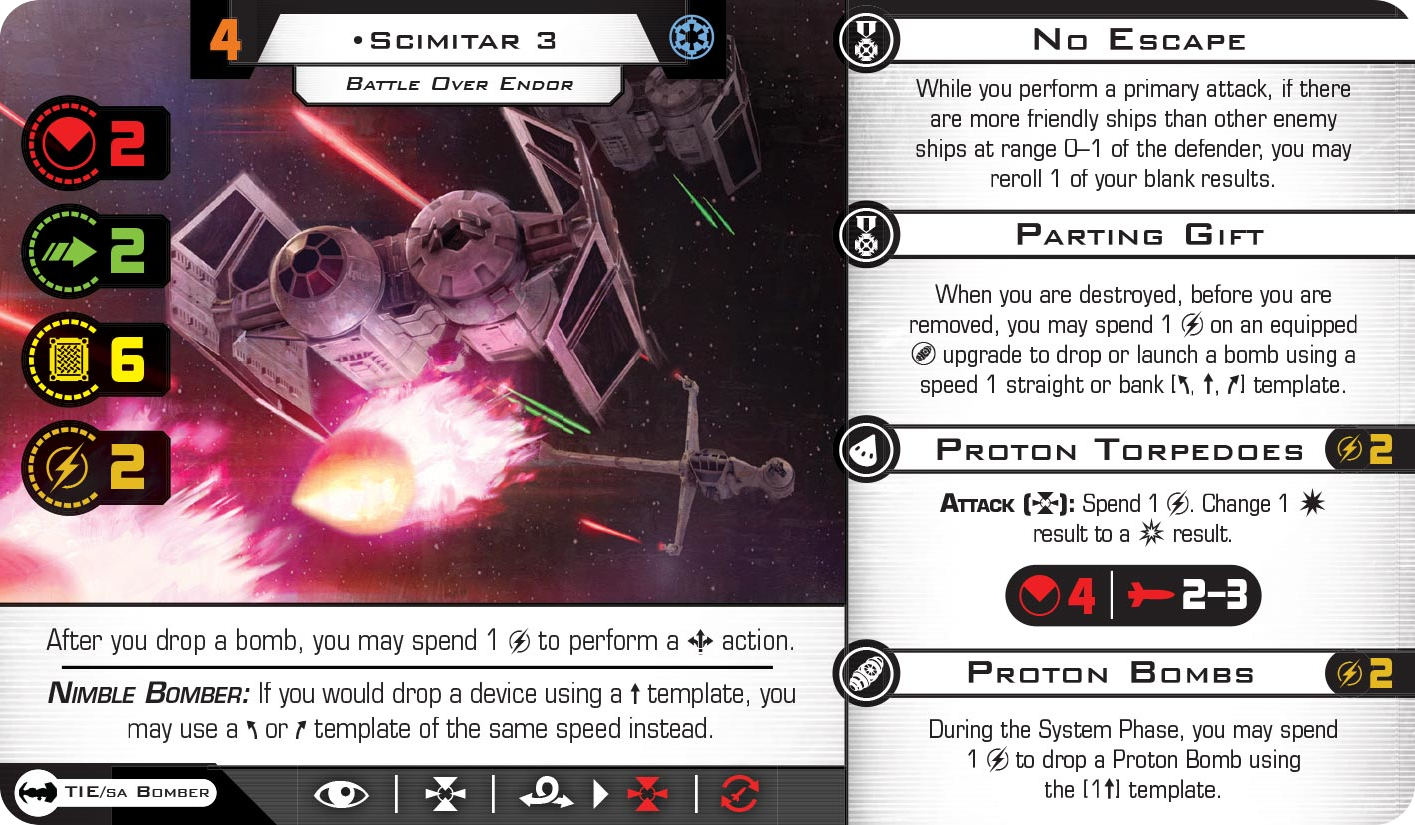 4
•Scimitar 3
Battle Over Endor
2
2
6
2
After you drop a bomb, you may spend 1 to perform a action.
Nimble Bomber: If you would drop a device using a template, you
may use a or template of the same speed instead.
TIE/sa Bomber
No Escape
While you perform a primary attack, if there
are more friendly ships than other enemy
ships at range 0–1 of the defender, you may
reroll 1 of your blank results.
Parting Gift
When you are destroyed, before you are
removed, you may spend 1 on an equipped
upgrade to drop or launch a bomb using a
speed 1 straight or bank [, , ] template.
Proton Torpedoes 2
Attack (): Spend 1 . Change 1
result to a result.
4 | 2–3
Proton Bombs 2
During the System Phase, you may spend
1 to drop a Proton Bomb using
the [1] template.